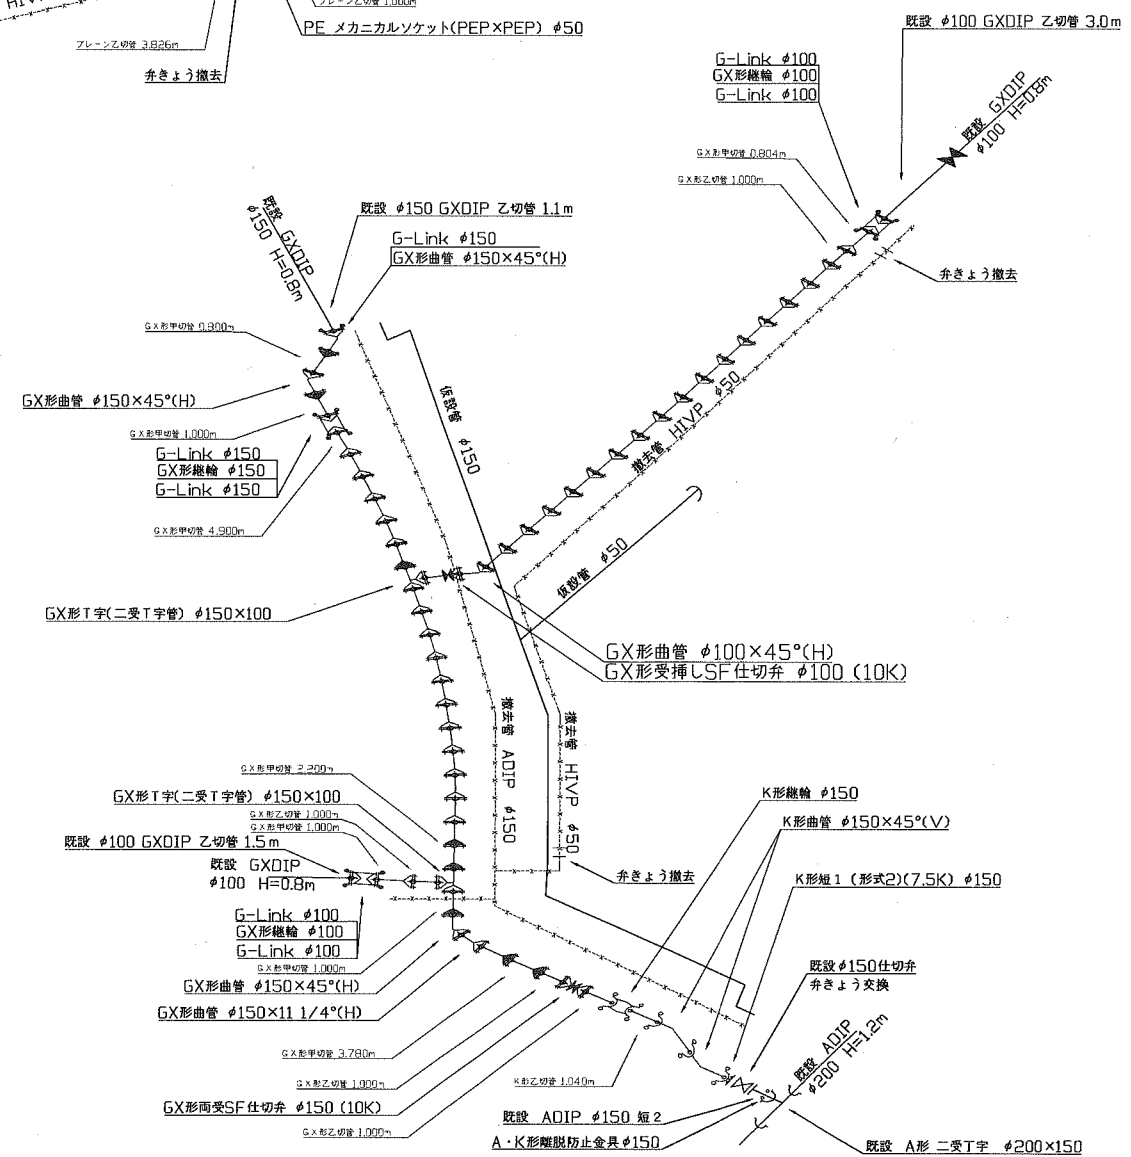 HIV
プレーン乙切管 1.000m
PE メカニカルソケット(PEP×PEP) φ50
プレーン乙切管 3.826m
弁きょう撤去
既設 φ100 GXDIP 乙切管 3.0m
G-Link φ100
GX形継輪 φ100
G-Link φ100
既設 GXDIP
φ100 H=0.8m
GX形甲切管 0.804m
GX形乙切管 1.000m
弁きょう撤去
既設 GXDIP
φ150 H=0.8m
既設 φ150 GXDIP 乙切管 1.1m
G-Link φ150
GX形曲管 φ150×45°(H)
GX形甲切管 0.800m
GX形曲管 φ150×45°(H)
GX形甲切管 1.000m
G-Link φ150
GX形継輪 φ150
G-Link φ150
GX形甲切管 4.900m
仮設管 φ150
撤去管 HIVP φ50
仮設管 φ50
GX形T字(二受T字管) φ150×100
GX形曲管 φ100×45°(H)
GX形受挿しSF仕切弁 φ100 (10K)
撤去管 ADIP φ150
撤去管 HIVP φ50
GX形甲切管 2.200m
GX形T字(二受T字管) φ150×100
GX形乙切管 1.000m
GX形甲切管 1.000m
既設 φ100 GXDIP 乙切管 1.5m
既設 GXDIP
φ100 H=0.8m
G-Link φ100
GX形継輪 φ100
G-Link φ100
GX形甲切管 1.000m
GX形曲管 φ150×45°(H)
GX形曲管 φ150×11 1/4°(H)
GX形甲切管 3.780m
GX形乙切管 1.000m
GX形両受SF仕切弁 φ150 (10K)
GX形乙切管 1.000m
K形継輪 φ150
K形曲管 φ150×45°(V)
弁きょう撤去
K形短1 (形式2)(7.5K) φ150
既設φ150仕切弁
弁きょう交換
既設 ADIP
φ200 H=1.2m
K形乙切管 1.040m
既設 ADIP φ150 短2
A・K形離脱防止金具φ150
既設 A形 二受T字 φ200×150